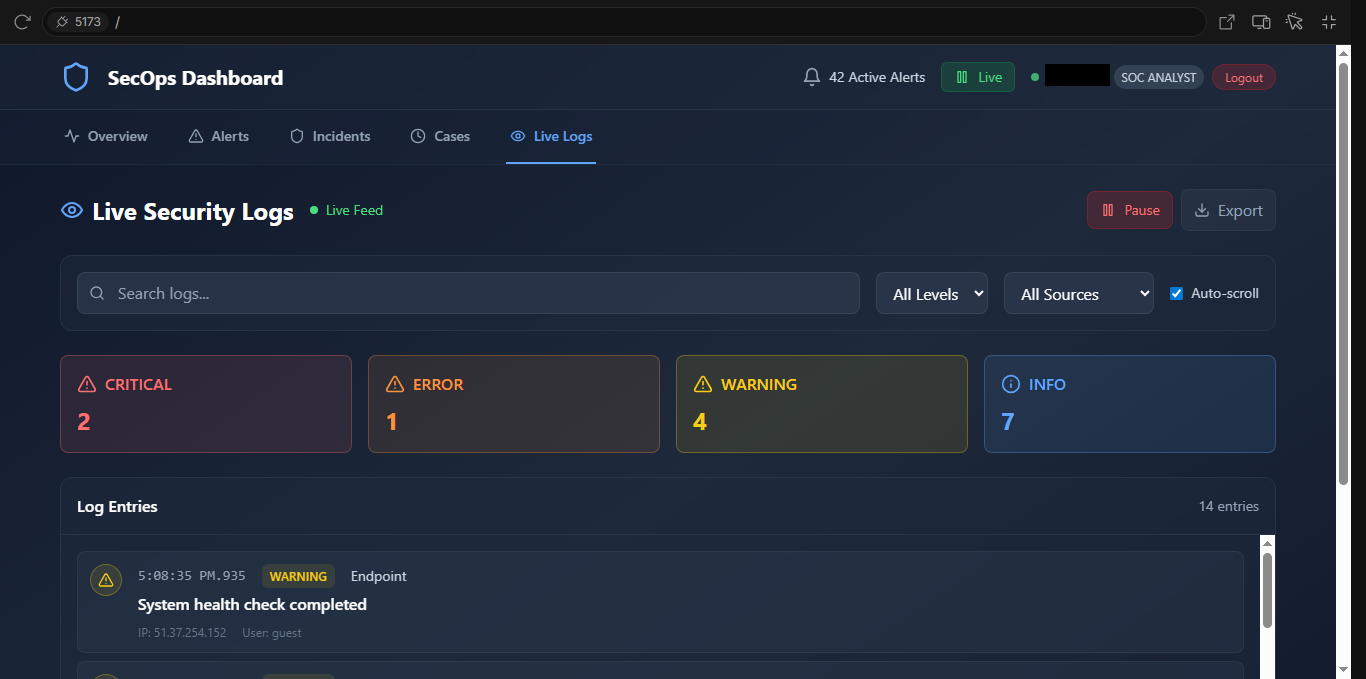 5173 /
SecOps Dashboard
42 Active Alerts
Live
SOC ANALYST
Logout
Overview
Alerts
Incidents
Cases
Live Logs
Live Security Logs
Live Feed
Pause
Export
Search logs...
All Levels
All Sources
Auto-scroll
CRITICAL
2
ERROR
1
WARNING
4
INFO
7
Log Entries
14 entries
5:08:35 PM.935 WARNING Endpoint
System health check completed
IP: 51.37.254.152 User: guest